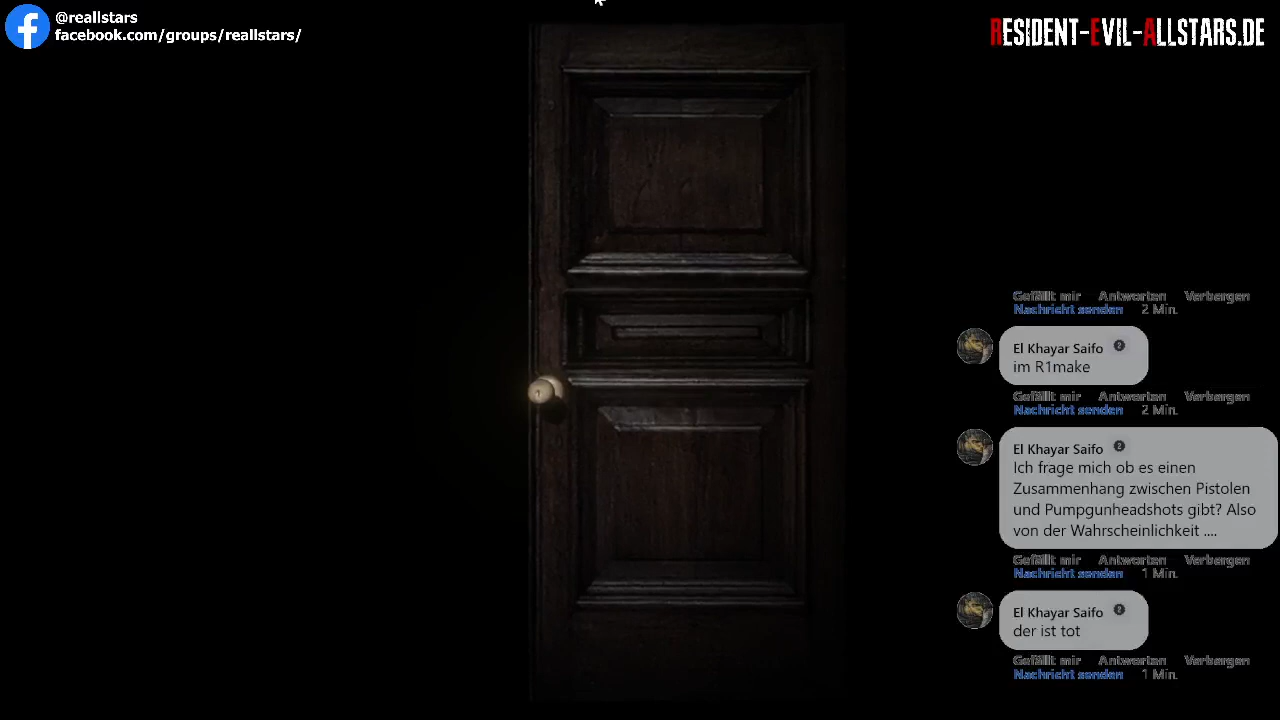 @reallstars
facebook.com/groups/reallstars/
RESIDENT-EVIL-ALLSTARS.DE
Gefällt mir Antworten Verbergen
Nachricht senden 2 Min.
El Khayar Saifo
im R1make
Gefällt mir Antworten Verbergen
Nachricht senden 2 Min.
El Khayar Saifo
Ich frage mich ob es einen
Zusammenhang zwischen Pistolen
und Pumpgunheadshots gibt? Also
von der Wahrscheinlichkeit ....
Gefällt mir Antworten Verbergen
Nachricht senden 1 Min.
El Khayar Saifo
der ist tot
Gefällt mir Antworten Verbergen
Nachricht senden 1 Min.